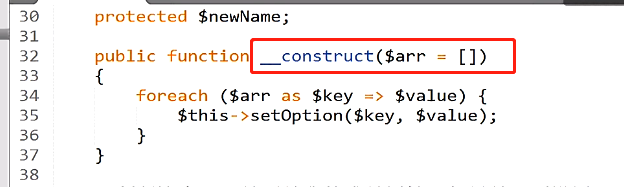 30 protected $newName;
31
32 public function __construct($arr = [])
33 {
34 foreach ($arr as $key => $value) {
35 $this->setOption($key, $value);
36 }
37 }
38